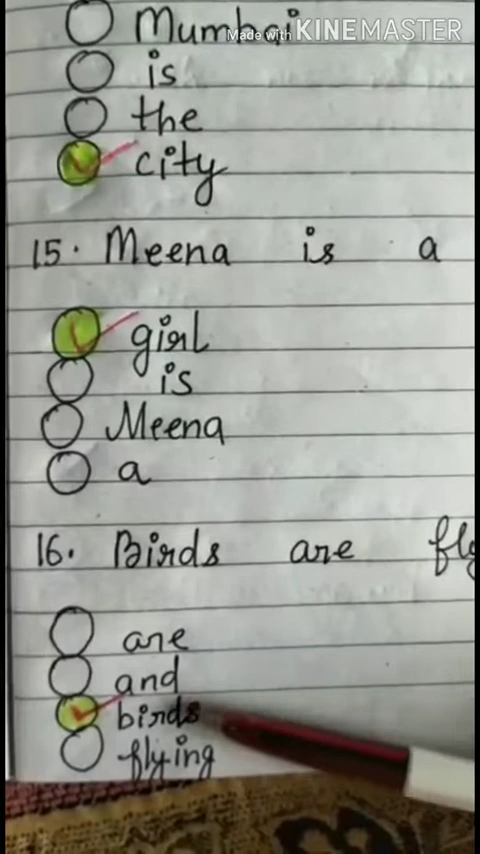 Mumbai
Made with KINEMASTER
is
the
city
15. Meena is a
girl
is
Meena
a
16. Birds are
are
and
birds
flying